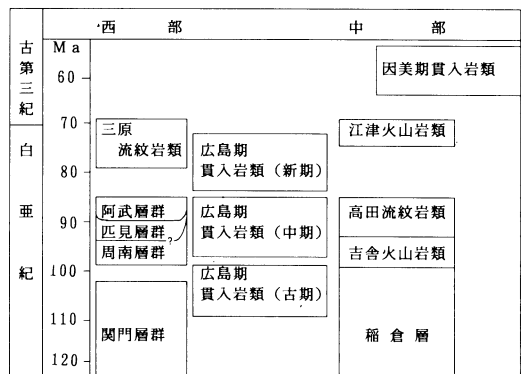 西部
中部
古第三紀
白亜紀
Ma
60
70
80
90
100
110
120
三原
流紋岩類
阿武層群
匹見層群
?
周南層群
関門層群
広島期
貫入岩類（新期）
広島期
貫入岩類（中期）
広島期
貫入岩類（古期）
因美期貫入岩類
江津火山岩類
高田流紋岩類
吉舎火山岩類
稲倉層